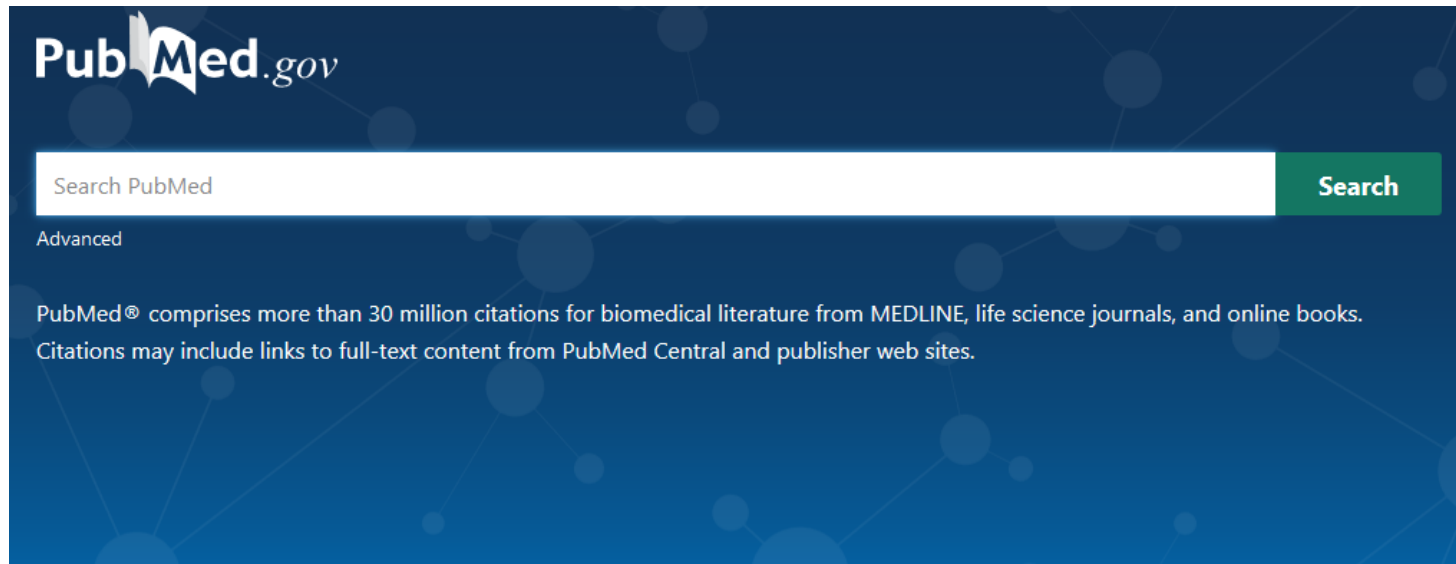 PubMed.gov
Search PubMed
Search
Advanced
PubMed® comprises more than 30 million citations for biomedical literature from MEDLINE, life science journals, and online books.
Citations may include links to full-text content from PubMed Central and publisher web sites.